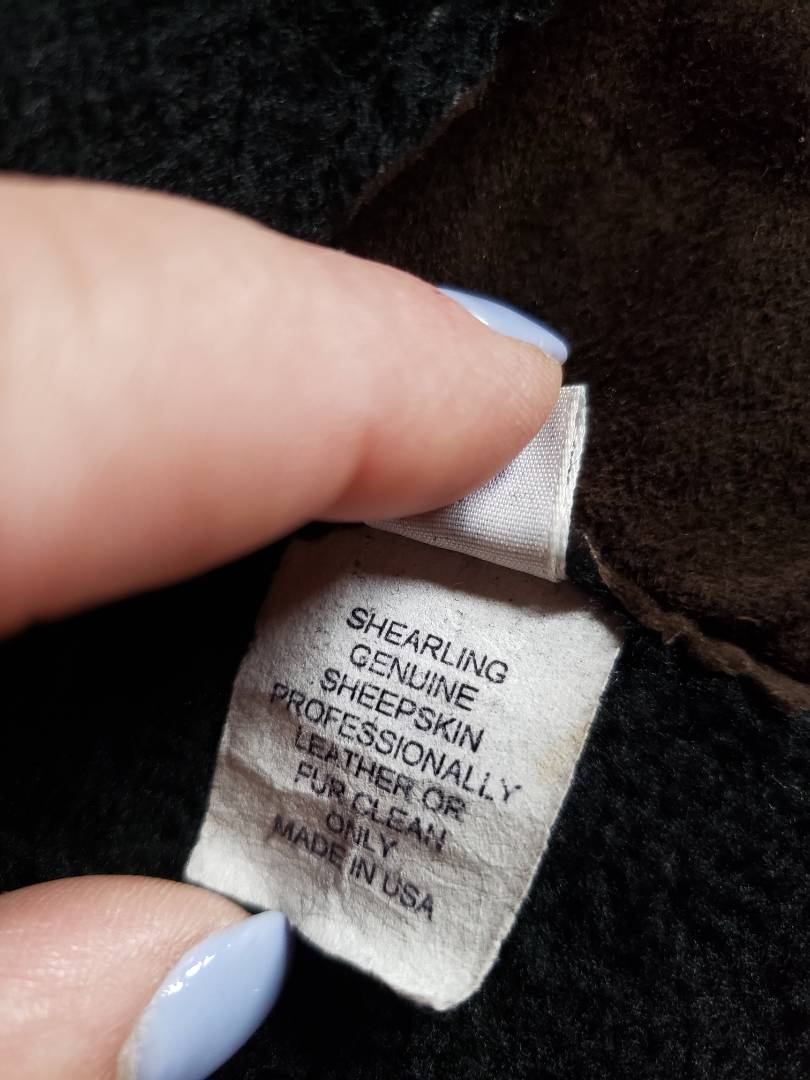 SHEARLING
GENUINE
SHEEPSKIN
PROFESSIONALLY
LEATHER OR
FUR CLEAN
ONLY
MADE IN USA